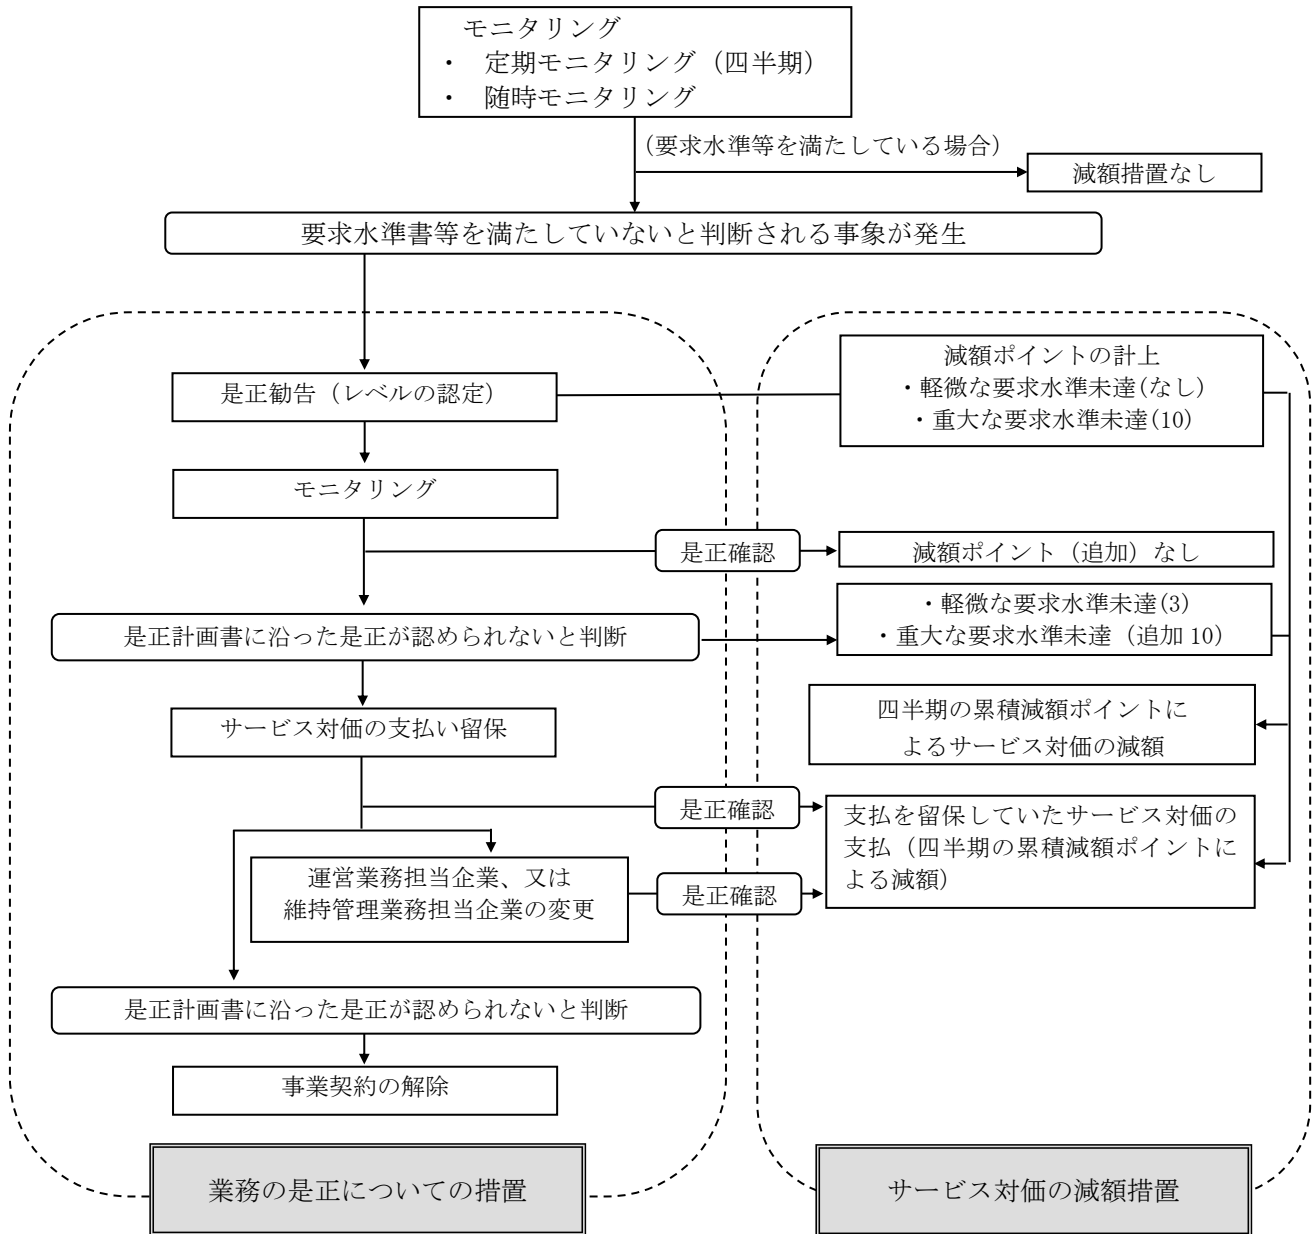 モニタリング
・ 定期モニタリング（四半期）
・ 随時モニタリング
(要求水準等を満たしている場合)
減額措置なし
要求水準書等を満たしていないと判断される事象が発生
減額ポイントの計上
・軽微な要求水準未達(なし)
・重大な要求水準未達(10)
是正勧告（レベルの認定）
モニタリング
是正確認
減額ポイント（追加）なし
・軽微な要求水準未達(3)
・重大な要求水準未達（追加 10）
是正計画書に沿った是正が認められないと判断
四半期の累積減額ポイントに
よるサービス対価の減額
サービス対価の支払い留保
是正確認
支払を留保していたサービス対価の
支払（四半期の累積減額ポイントに
よる減額）
運営業務担当企業、又は
維持管理業務担当企業の変更
是正確認
是正計画書に沿った是正が認められないと判断
事業契約の解除
業務の是正についての措置
サービス対価の減額措置